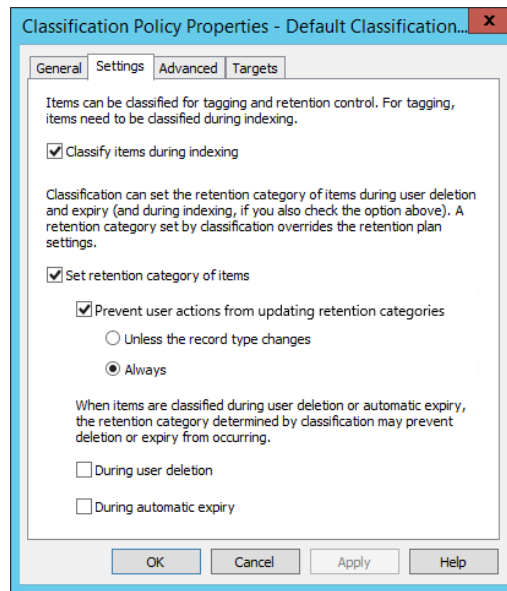 Classification Policy Properties - Default Classification... x
General Settings Advanced Targets
Items can be classified for tagging and retention control. For tagging,
items need to be classified during indexing.
Classify items during indexing
Classification can set the retention category of items during user deletion
and expiry (and during indexing, if you also check the option above). A
retention category set by classification overrides the retention plan
settings.
Set retention category of items
Prevent user actions from updating retention categories
Unless the record type changes
Always
When items are classified during user deletion or automatic expiry,
the retention category determined by classification may prevent
deletion or expiry from occurring.
During user deletion
During automatic expiry
OK Cancel Apply Help